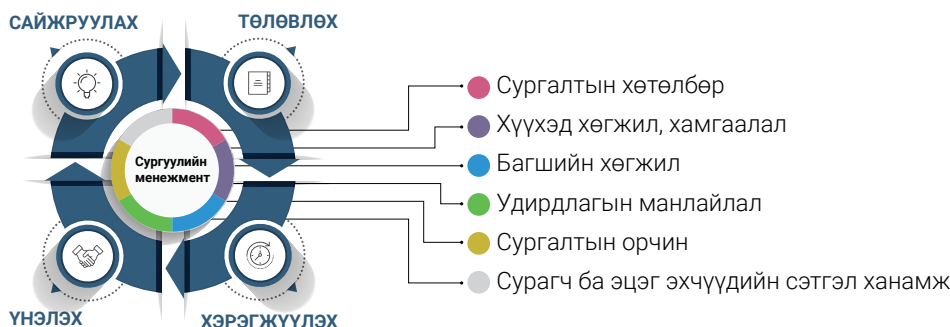 САЙЖРУУЛАХ
ТӨЛӨВЛӨХ
Сургуулийн
менежмент
ҮНЭЛЭХ
ХЭРЭГЖҮҮЛЭХ
Сургалтын хөтөлбөр
Хүүхэд хөгжил, хамгаалал
Багшийн хөгжил
Удирдлагын манлайлал
Сургалтын орчин
Сурагч ба эцэг эхчүүдийн сэтгэл ханамж